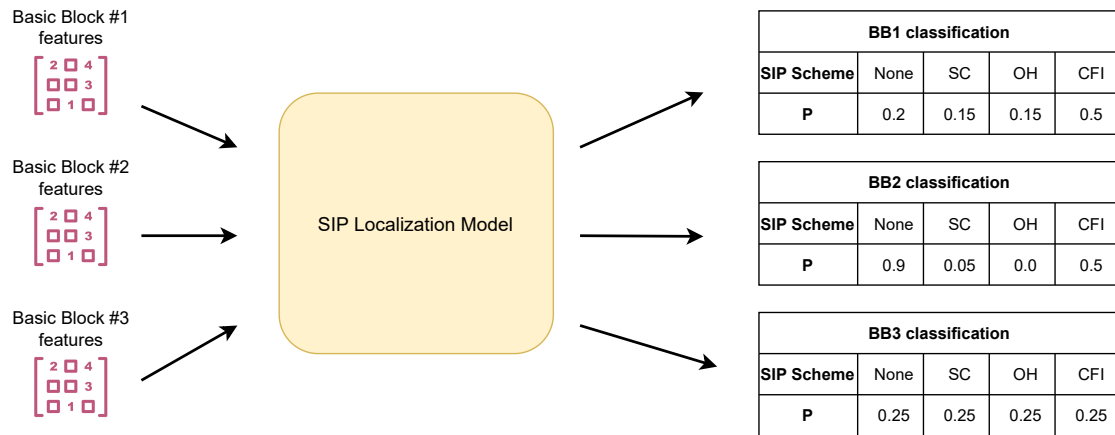 Basic Block #1
features
2 4
3
1
Basic Block #2
features
2 4
3
1
Basic Block #3
features
2 4
3
1
SIP Localization Model
BB1 classification
SIP Scheme None SC OH CFI
P 0.2 0.15 0.15 0.5
BB2 classification
SIP Scheme None SC OH CFI
P 0.9 0.05 0.0 0.5
BB3 classification
SIP Scheme None SC OH CFI
P 0.25 0.25 0.25 0.25